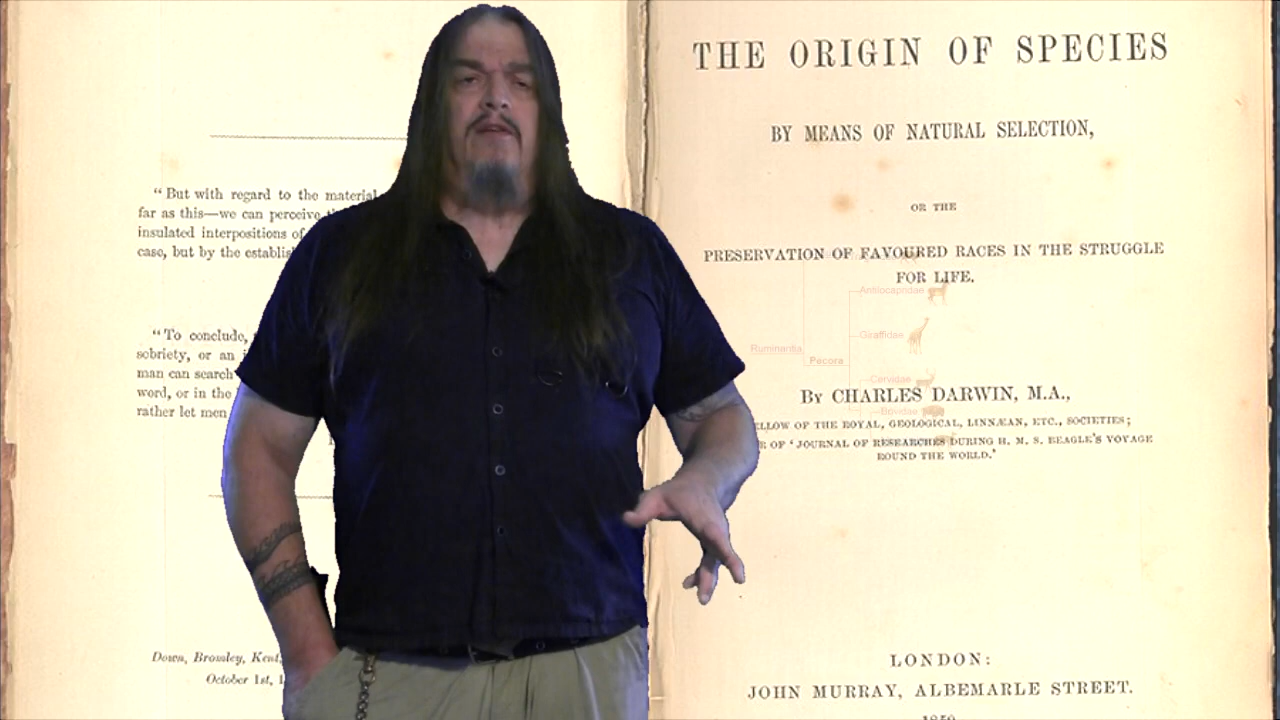 “But with regard to the material
far as this—we can perceive
insulated interpositions of
case, but by the establis
“To conclude,
sobriety, or an
man can search
word, or in the
rather let men
Down, Bromley, Kent,
October 1st, 1
THE ORIGIN OF SPECIES
BY MEANS OF NATURAL SELECTION,
OR THE
PRESERVATION OF FAVOURED RACES IN THE STRUGGLE
FOR LIFE.
Antilocapridae
Giraffidae
Ruminantia
Pecora
Cervidae
By CHARLES DARWIN, M.A.,
Bovidae
ELLOW OF THE ROYAL, GEOLOGICAL, LINNÆAN, ETC., SOCIETIES;
R OF ‘JOURNAL OF RESEARCHES DURING H. M. S. BEAGLE’S VOYAGE
ROUND THE WORLD.’
LONDON:
JOHN MURRAY, ALBEMARLE STREET.
1859